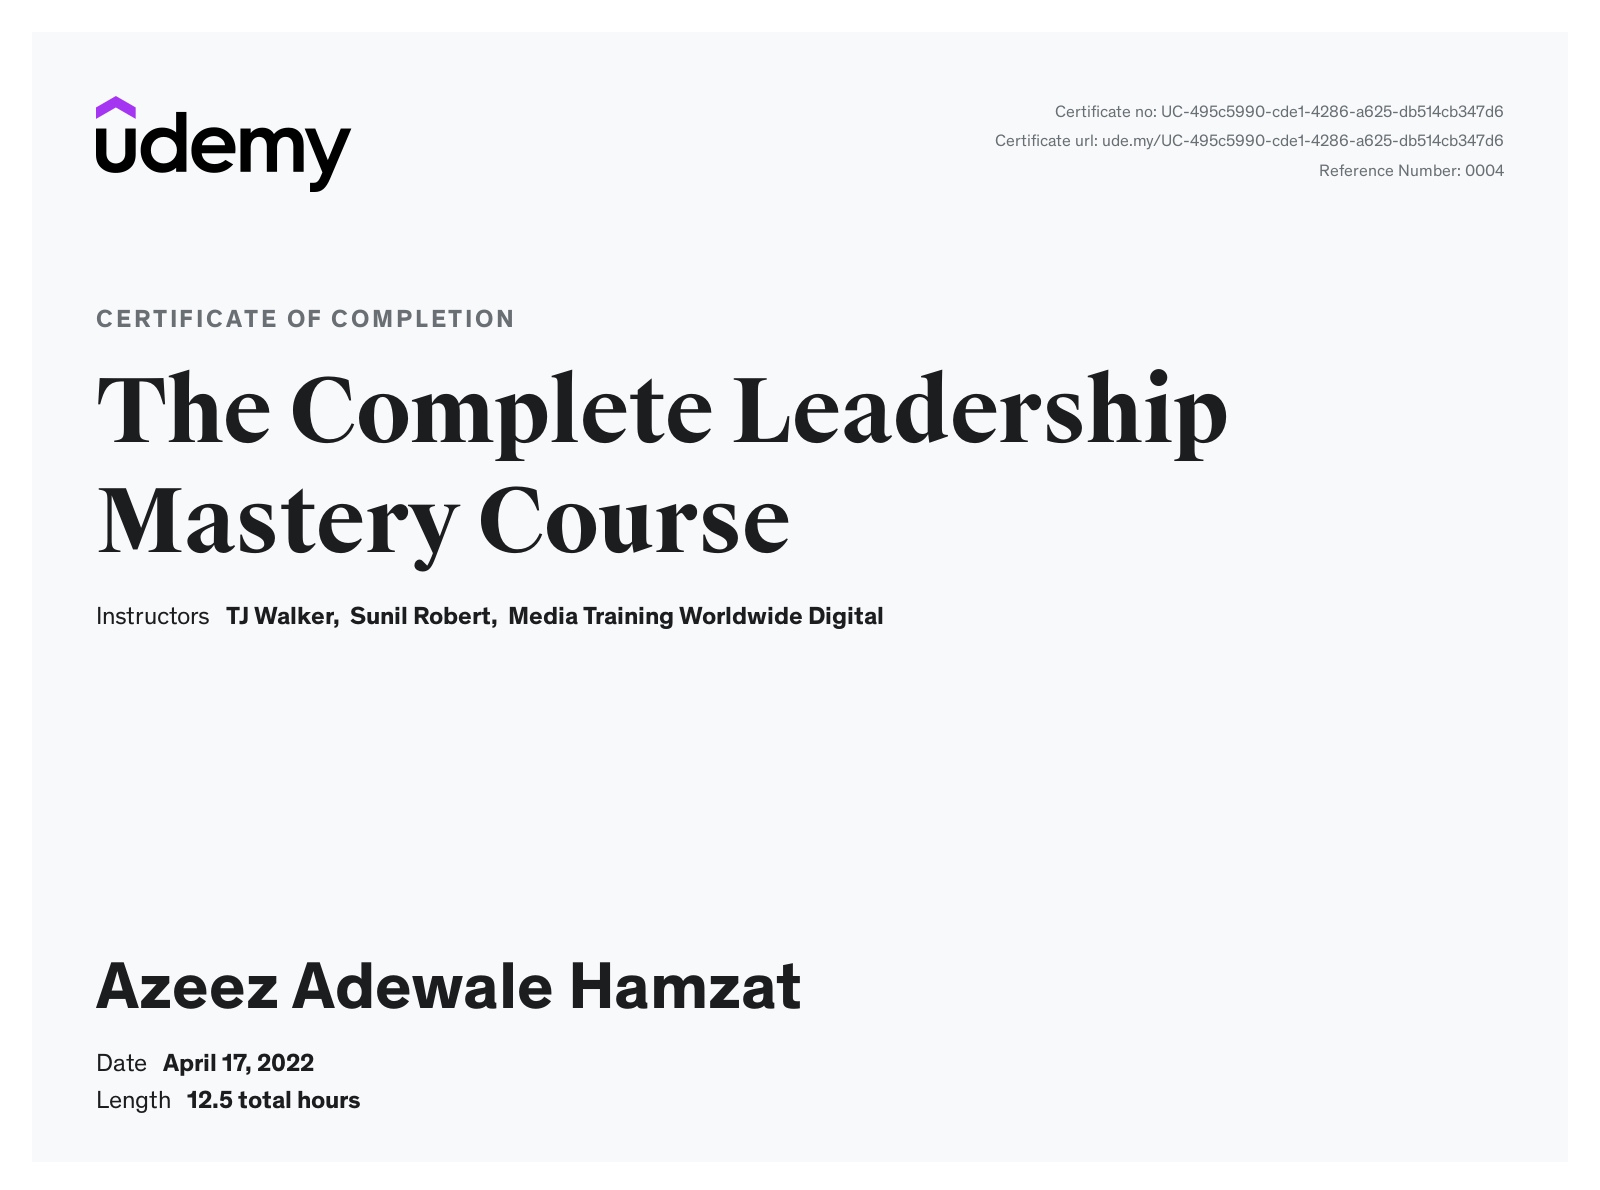 udemy
Certificate no: UC-495c5990-cde1-4286-a625-db514cb347d6
Certificate url: ude.my/UC-495c5990-cde1-4286-a625-db514cb347d6
Reference Number: 0004
CERTIFICATE OF COMPLETION
The Complete Leadership
Mastery Course
Instructors TJ Walker, Sunil Robert, Media Training Worldwide Digital
Azeez Adewale Hamzat
Date April 17, 2022
Length 12.5 total hours